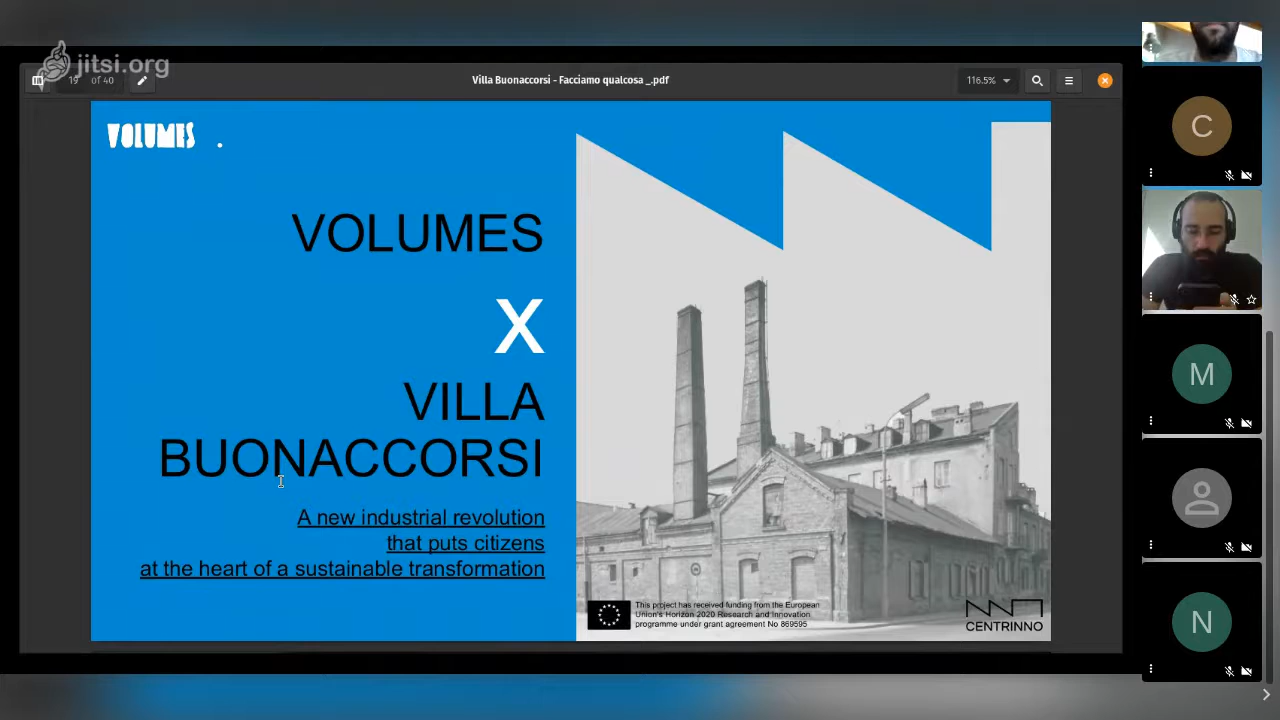 jitsi.org
19 of 40
Villa Buonaccorsi - Facciamo qualcosa _.pdf
116.5%
VOLUMES .
VOLUMES
X
VILLA
BUONACCORSI
A new industrial revolution
that puts citizens
at the heart of a sustainable transformation
This project has received funding from the European
Union's Horizon 2020 Research and Innovation
programme under grant agreement No 869595
CENTRINNO
C
M
N